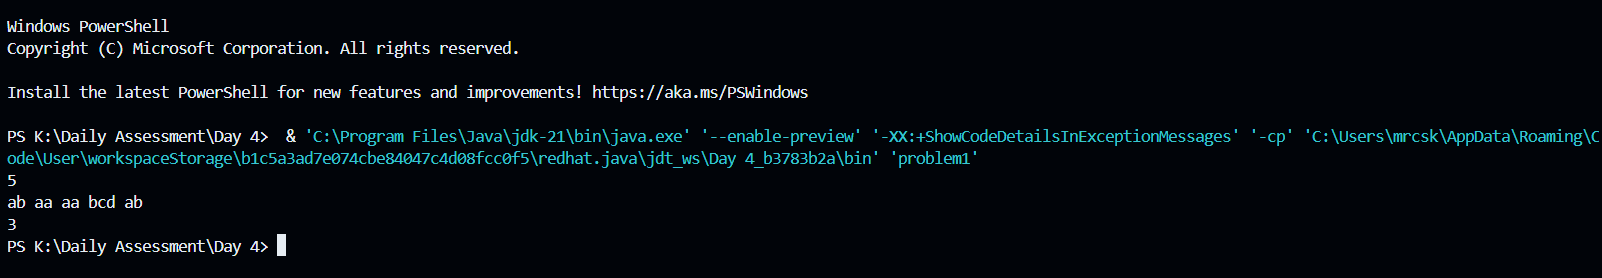 Windows PowerShell
Copyright (C) Microsoft Corporation. All rights reserved.
Install the latest PowerShell for new features and improvements! https://aka.ms/PSWindows
PS K:\Daily Assessment\Day 4>  & 'C:\Program Files\Java\jdk-21\bin\java.exe' '--enable-preview' '-XX:+ShowCodeDetailsInExceptionMessages' '-cp' 'C:\Users\mrcsk\AppData\Roaming\C
ode\User\workspaceStorage\b1c5a3ad7e074cbe84047c4d08fcc0f5\redhat.java\jdt_ws\Day 4_b3783b2a\bin' 'problem1'
5
ab aa aa bcd ab
3
PS K:\Daily Assessment\Day 4>